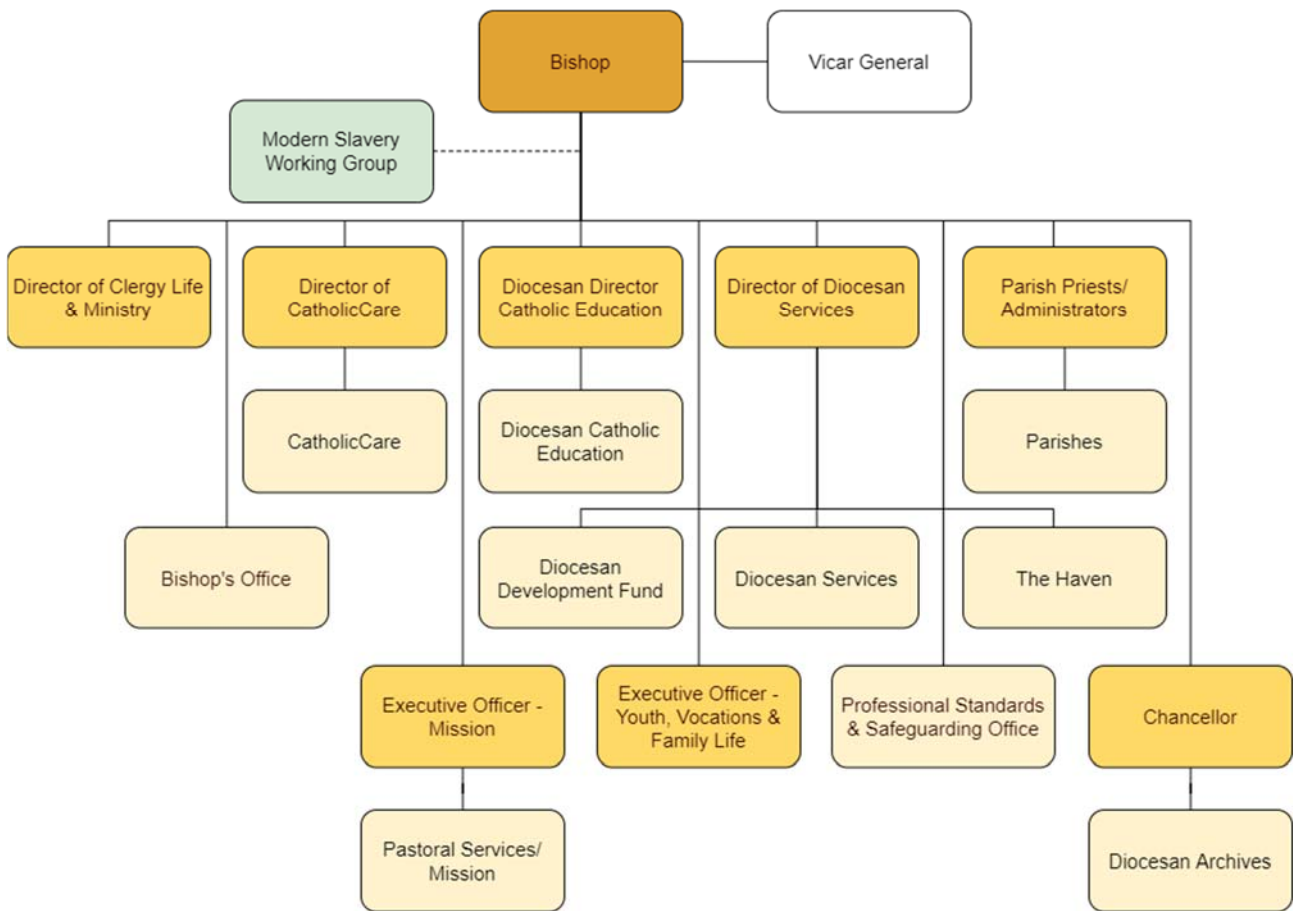 Bishop
Vicar General
Modern Slavery
Working Group
Director of Clergy Life
& Ministry
Director of
CatholicCare
Diocesan Director
Catholic Education
Director of Diocesan
Services
Parish Priests/
Administrators
CatholicCare
Diocesan Catholic
Education
Parishes
Bishop's Office
Diocesan
Development Fund
Diocesan Services
The Haven
Executive Officer -
Mission
Executive Officer -
Youth, Vocations &
Family Life
Professional Standards
& Safeguarding Office
Chancellor
Pastoral Services/
Mission
Diocesan Archives